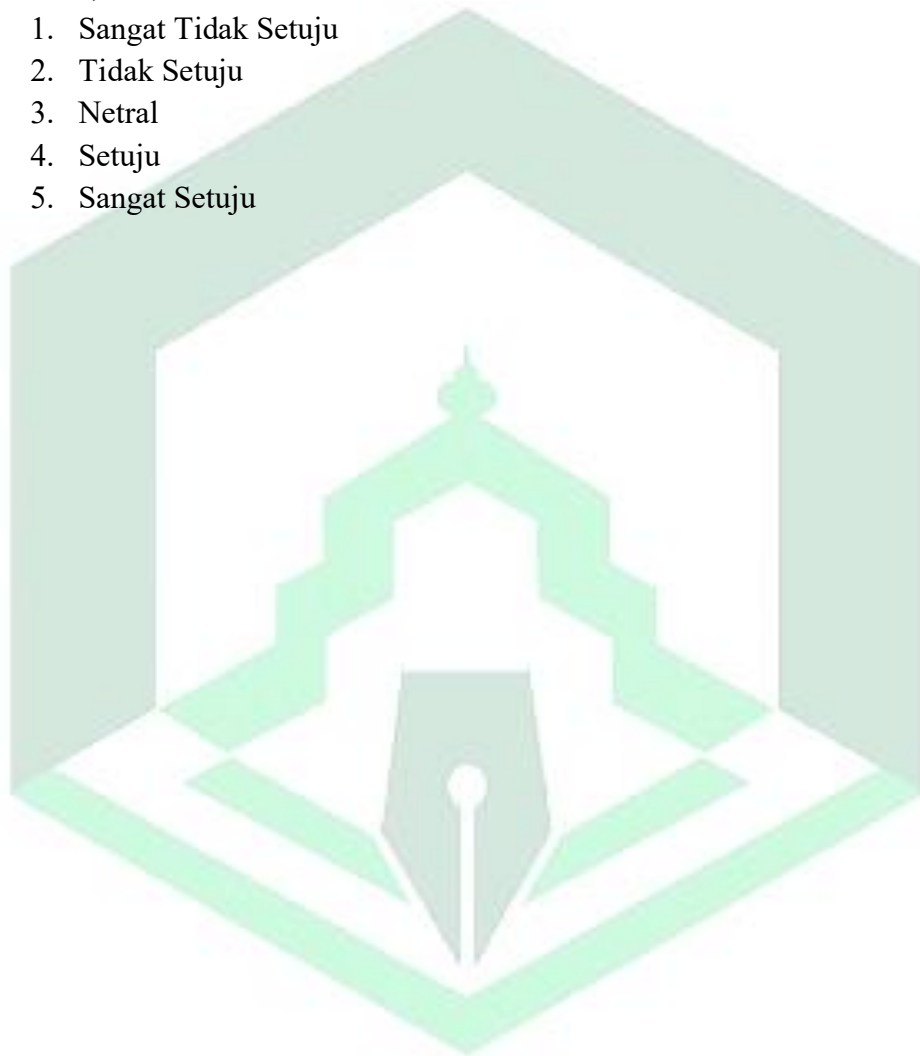 1. Sangat Tidak Setuju
2. Tidak Setuju
3. Netral
4. Setuju
5. Sangat Setuju